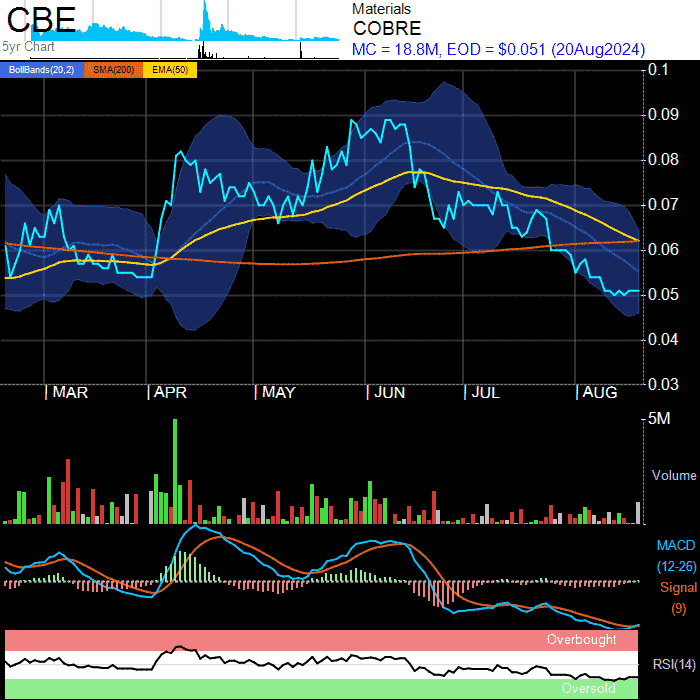 CBE
5yr Chart
Materials
COBRE
MC = 18.8M, EOD = $0.051 (20Aug2024)
BollBands(20,2) SMA(200) EMA(50)
0.1
0.09
0.08
0.07
0.06
0.05
0.04
0.03
MAR APR MAY JUN JUL AUG
5M
Volume
MACD
(12-26)
Signal
(9)
Overbought
RSI(14)
Oversold